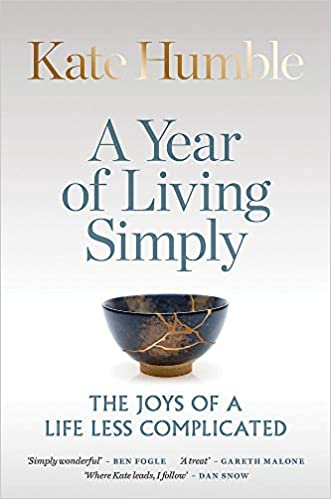 Kate Humble
A Year
of Living
Simply
THE JOYS OF A
LIFE LESS COMPLICATED
'Simply wonderful' – BEN FOGLE 'A treat' – GARETH MALONE
'Where Kate leads, I follow' – DAN SNOW